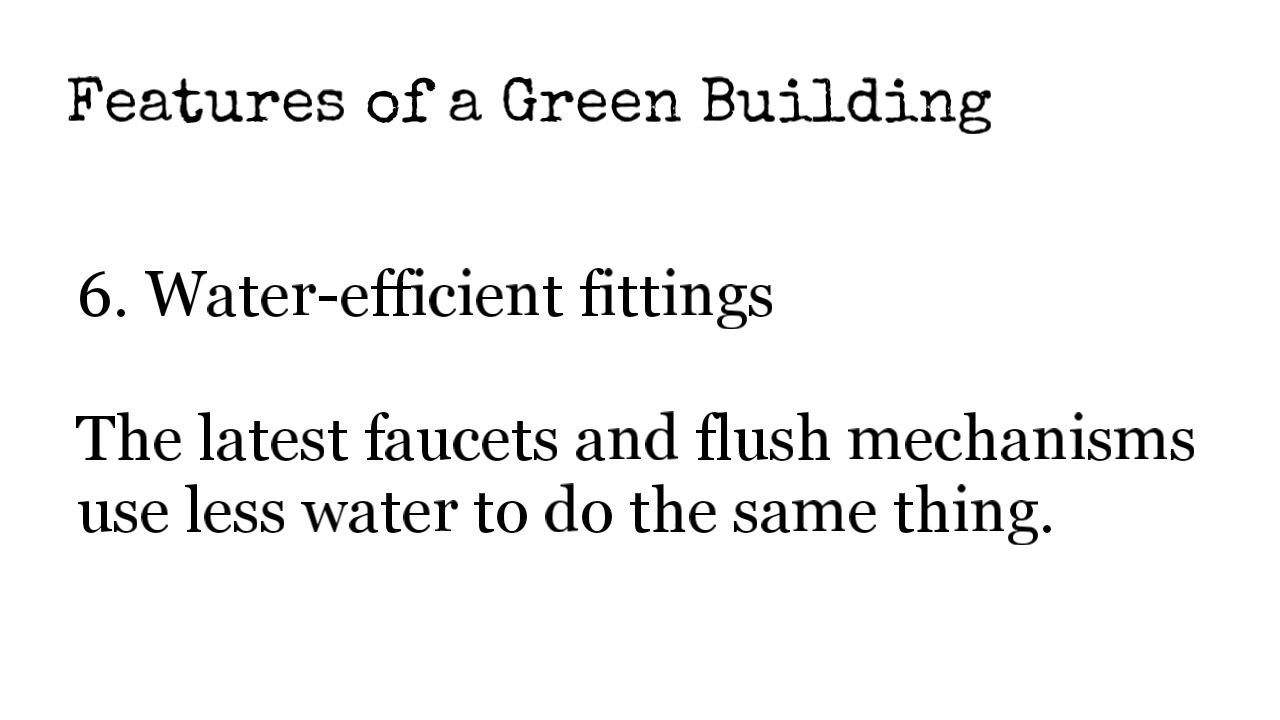 Features of a Green Building
6. Water-efficient fittings
The latest faucets and flush mechanisms
use less water to do the same thing.